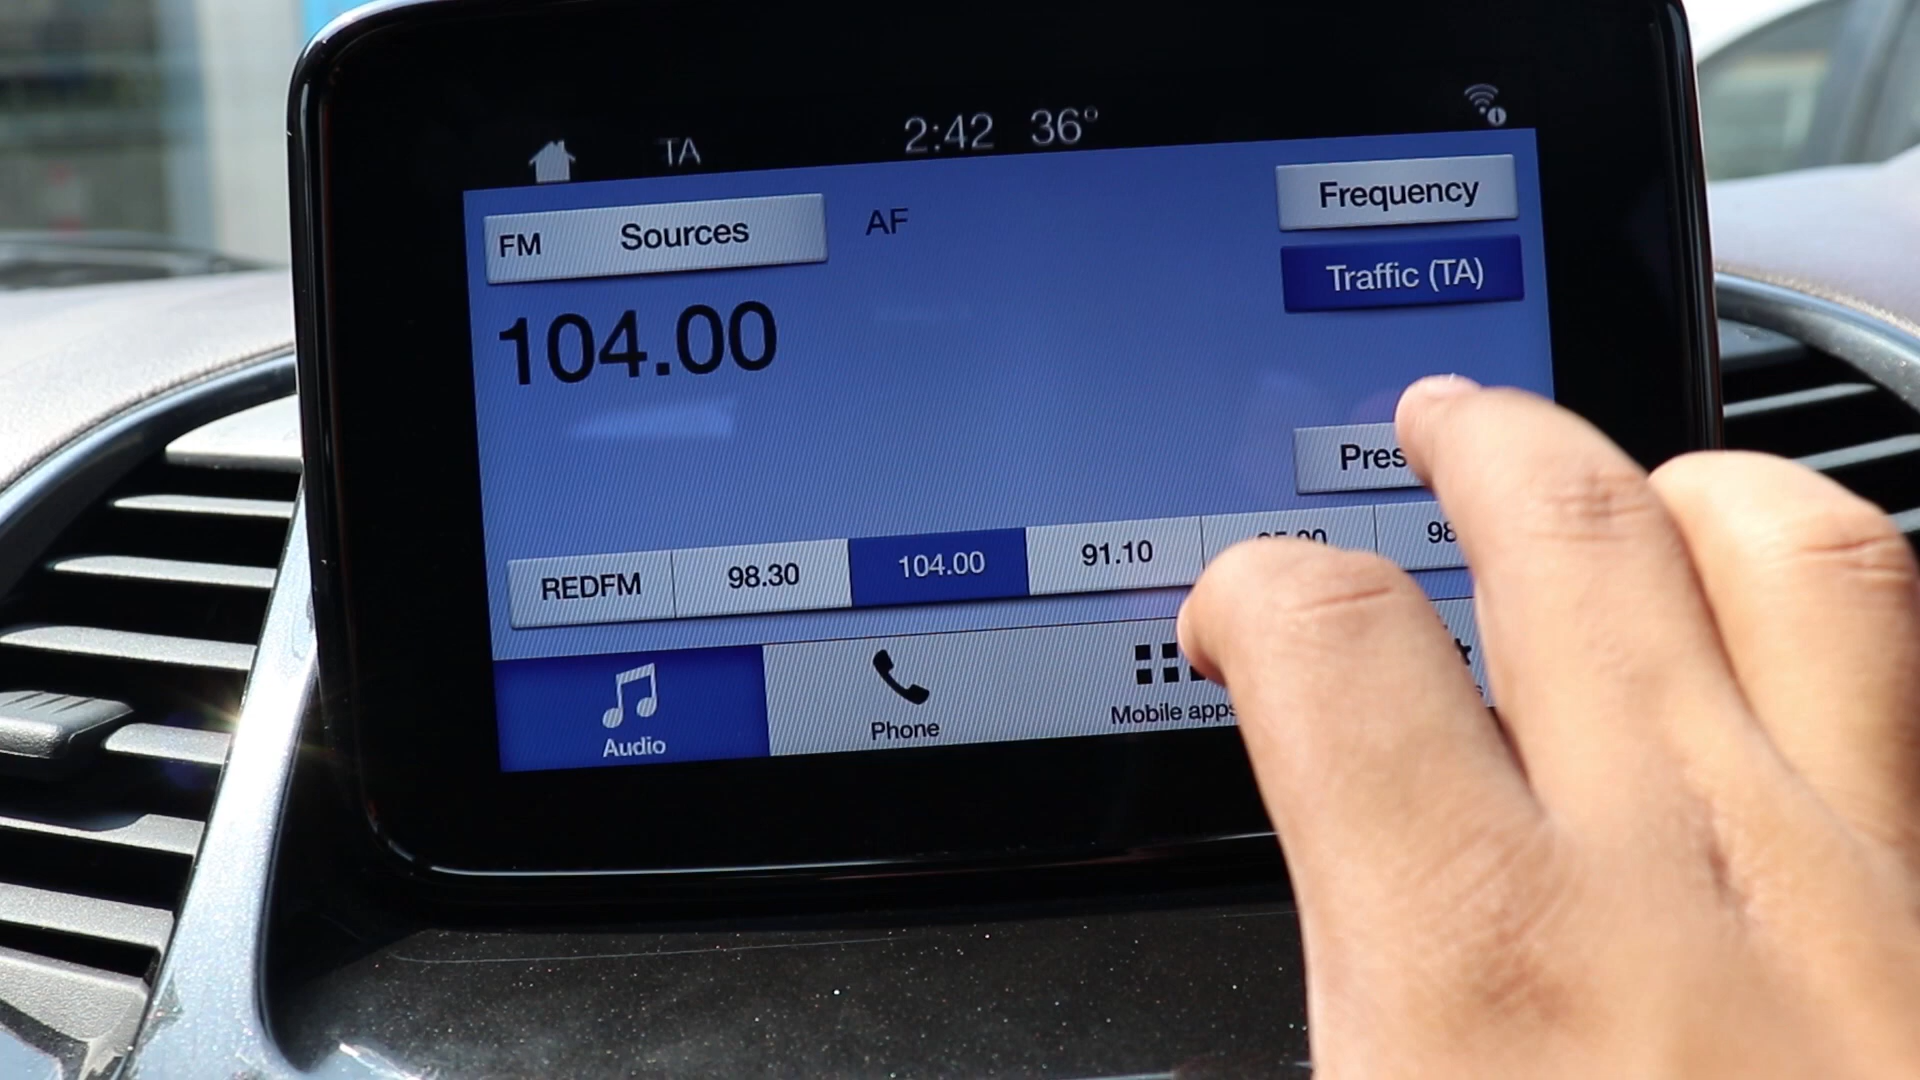 TA 2:42 36°
FM Sources AF Frequency
Traffic (TA)
104.00
REDFM 98.30 104.00 91.10
Audio Phone Mobile apps